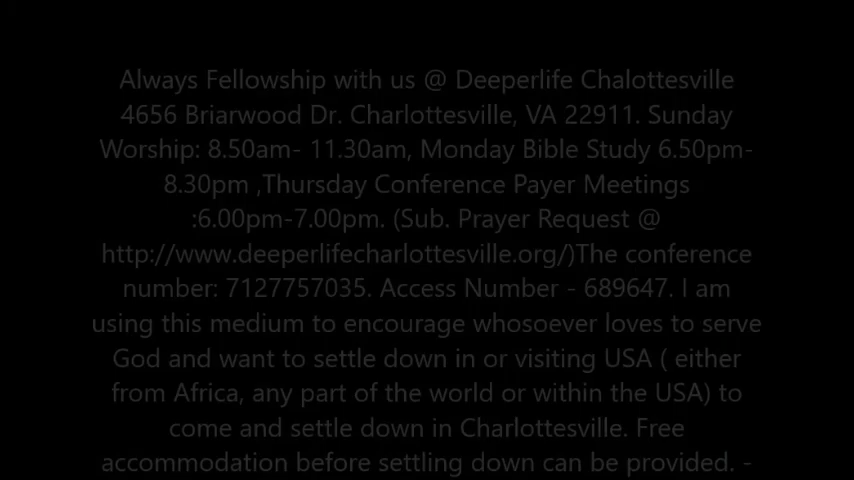 Always Fellowship with us @ Deeperlife Chalottesville
4656 Briarwood Dr. Charlottesville, VA 22911. Sunday
Worship: 8.50am- 11.30am, Monday Bible Study 6.50pm-
8.30pm ,Thursday Conference Payer Meetings
:6.00pm-7.00pm. (Sub. Prayer Request @
http://www.deeperlifecharlottesville.org/)The conference
number: 7127757035. Access Number - 689647. I am
using this medium to encourage whosoever loves to serve
God and want to settle down in or visiting USA ( either
from Africa, any part of the world or within the USA) to
come and settle down in Charlottesville. Free
accommodation before settling down can be provided. -